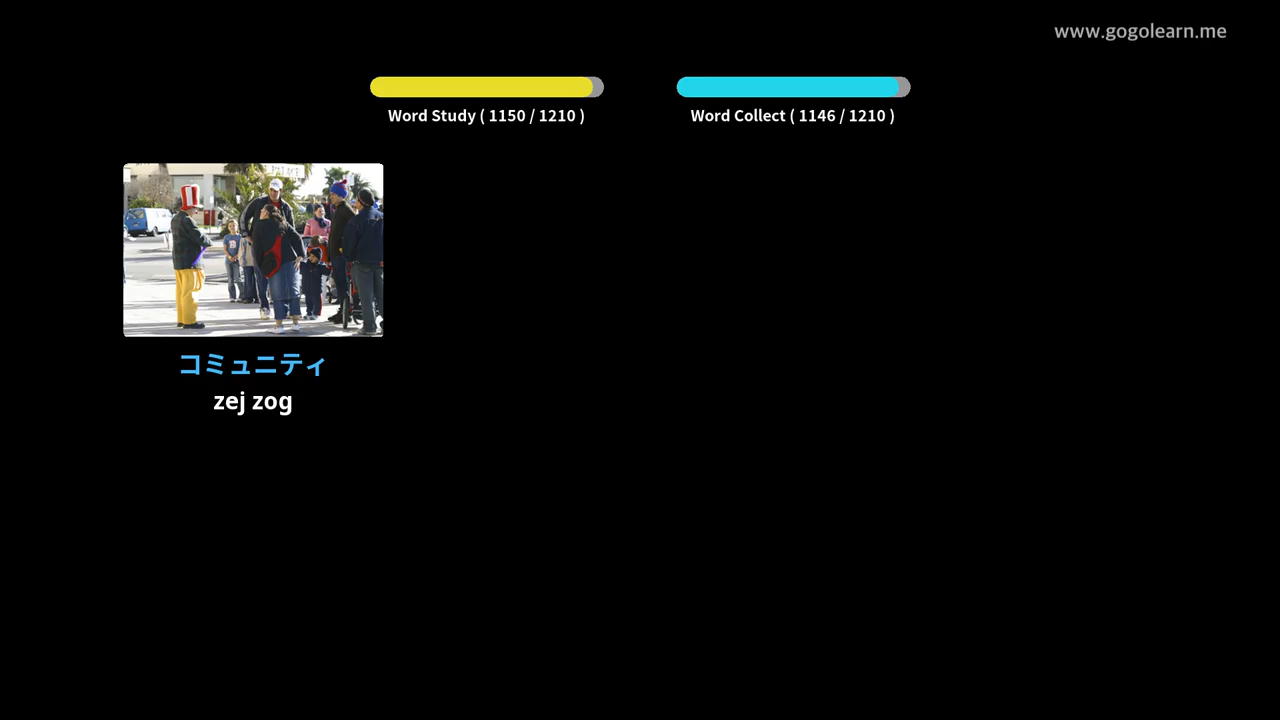 www.gogolearn.me
Word Study ( 1150 / 1210 )
Word Collect ( 1146 / 1210 )
コミュニティ
zej zog